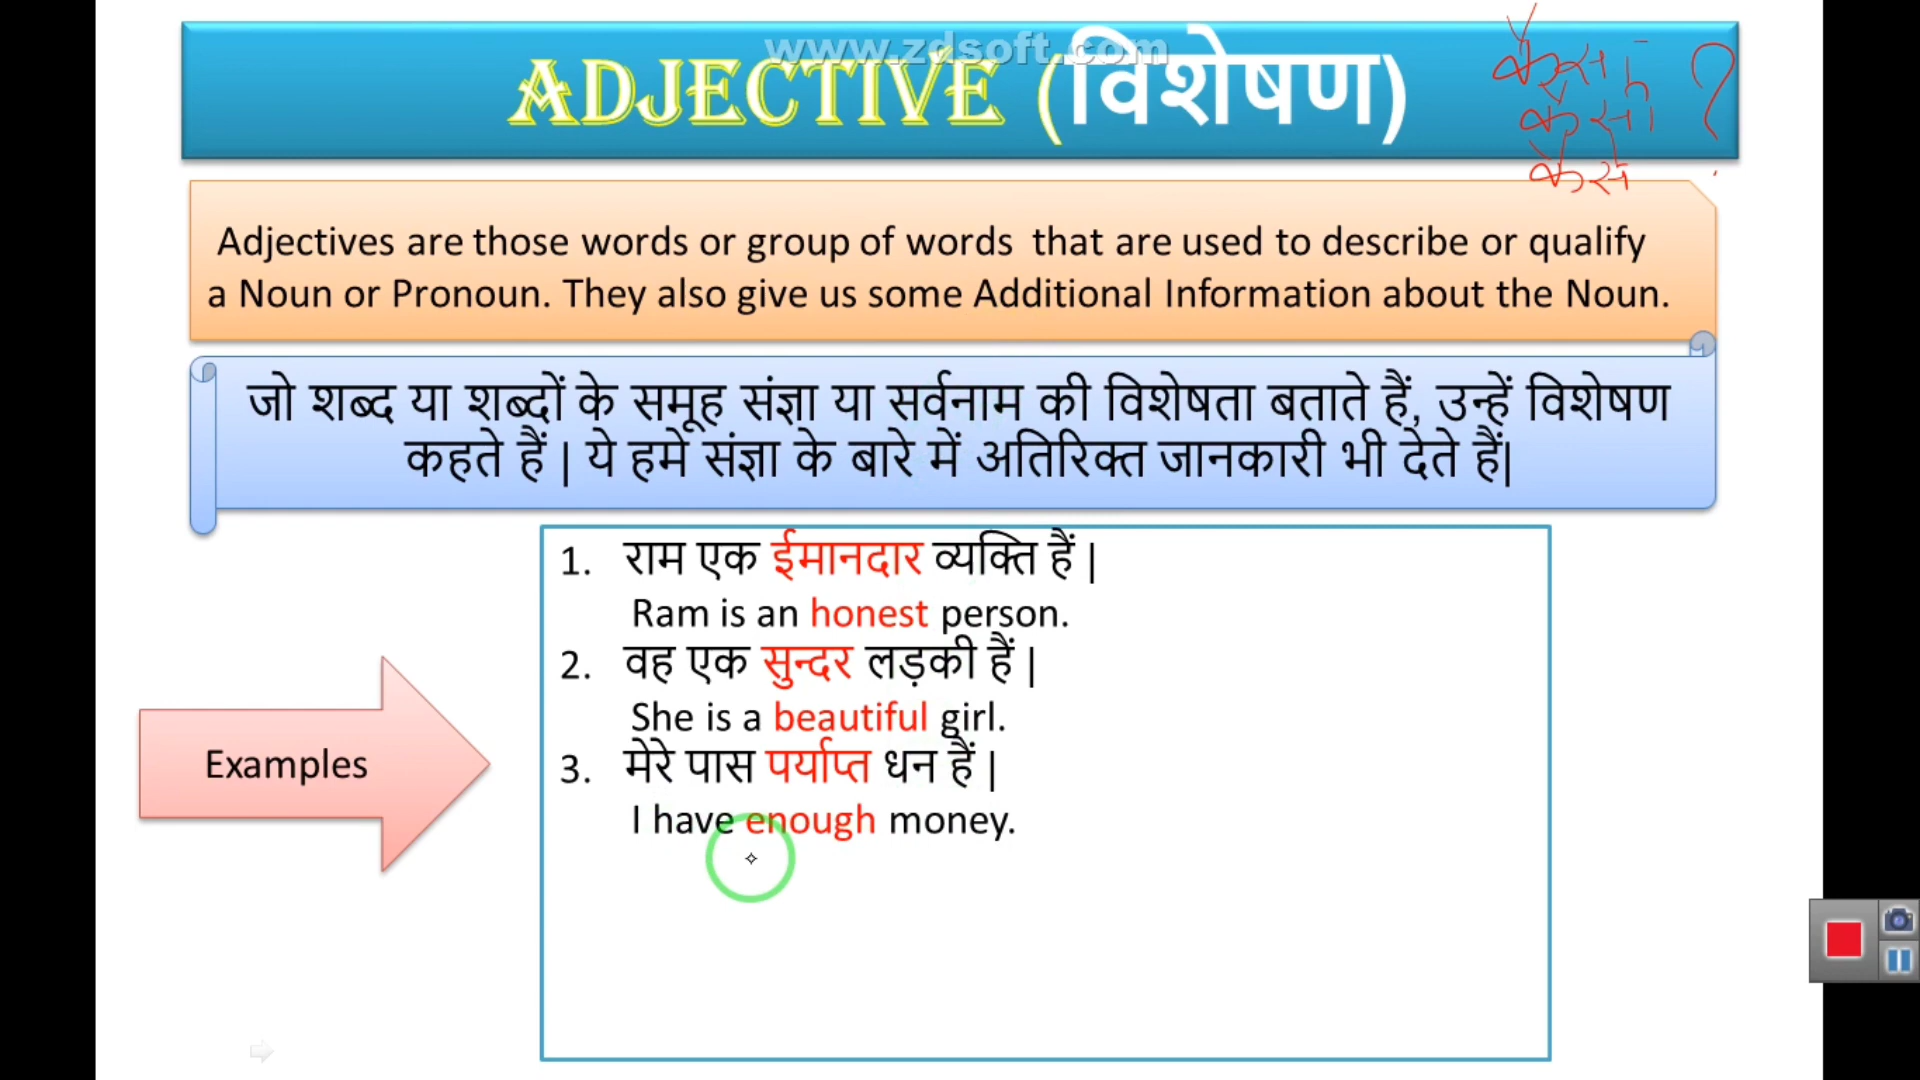 www.zdsoft.com
ADJECTIVE (विशेषण)
कैसा ?
कैसी
कैसे
Adjectives are those words or group of words that are used to describe or qualify
a Noun or Pronoun. They also give us some Additional Information about the Noun.
जो शब्द या शब्दों के समूह संज्ञा या सर्वनाम की विशेषता बताते हैं, उन्हें विशेषण
कहते हैं | ये हमे संज्ञा के बारे में अतिरिक्त जानकारी भी देते हैं|
Examples
1. राम एक ईमानदार व्यक्ति हैं |
Ram is an honest person.
2. वह एक सुन्दर लड़की हैं |
She is a beautiful girl.
3. मेरे पास पर्याप्त धन हैं |
I have enough money.